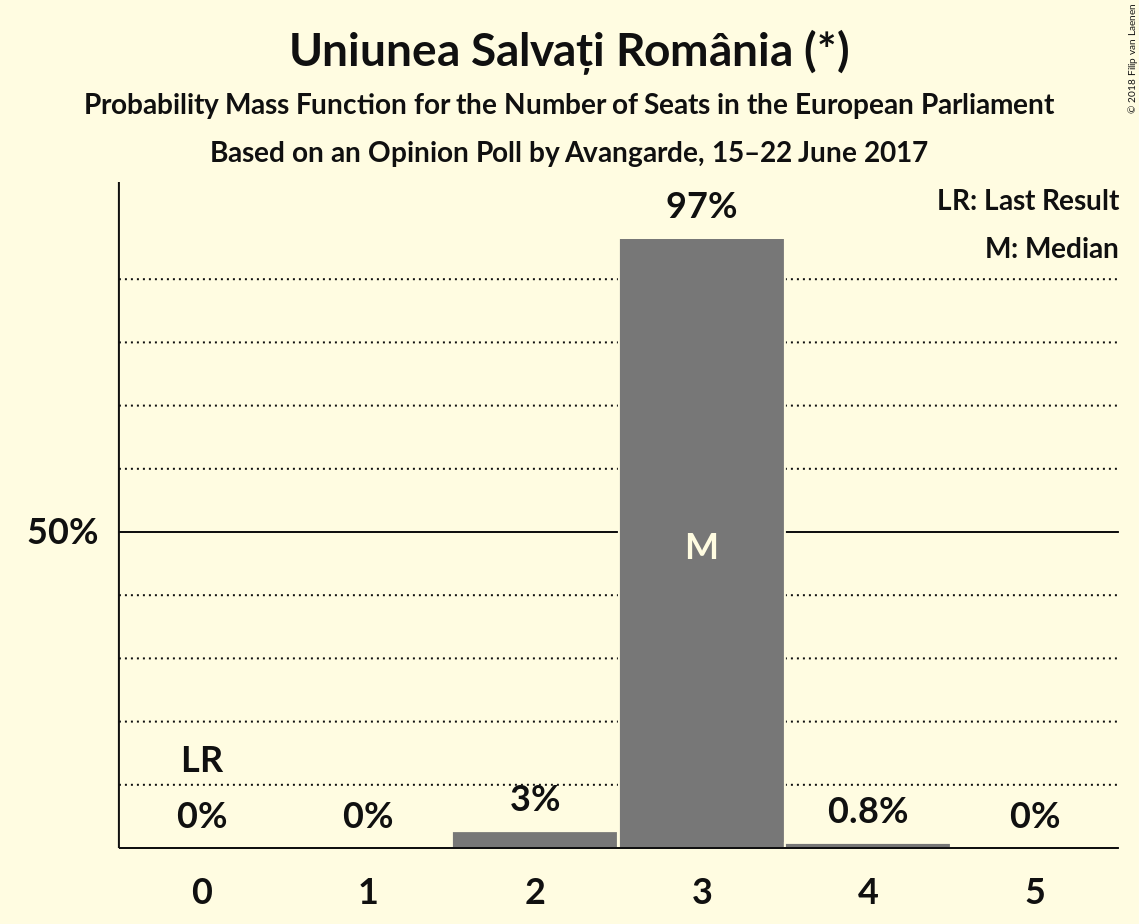 Uniunea Salvați România (*)
Probability Mass Function for the Number of Seats in the European Parliament
Based on an Opinion Poll by Avangarde, 15–22 June 2017
© 2018 Filip van Laenen
LR: Last Result
M: Median
97%
50%
M
LR
0%
0%
3%
0.8%
0%
0 1 2 3 4 5